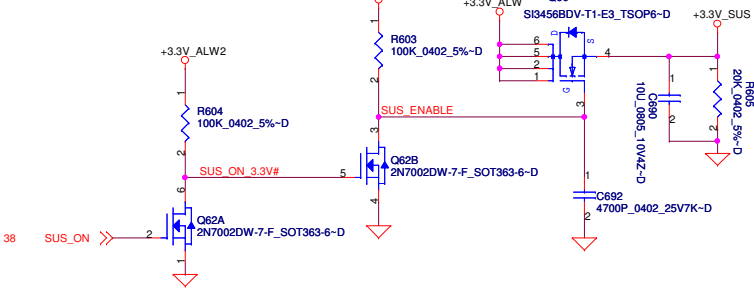 +3.3V_ALW
SI3456BDV-T1-E3_TSOP6~D
+3.3V_SUS
+3.3V_ALW2
1
R603
100K_0402_5%~D
2
D
S
6
5
2
1
4
G
3
1
C690
10U_0805_10V4Z~D
2
1
R605
20K_0402_5%~D
2
1
R604
100K_0402_5%~D
2
SUS_ENABLE
3
SUS_ON_3.3V#
5
Q62B
2N7002DW-7-F_SOT363-6~D
4
1
C692
4700P_0402_25V7K~D
2
6
Q62A
2N7002DW-7-F_SOT363-6~D
38
SUS_ON
2
1